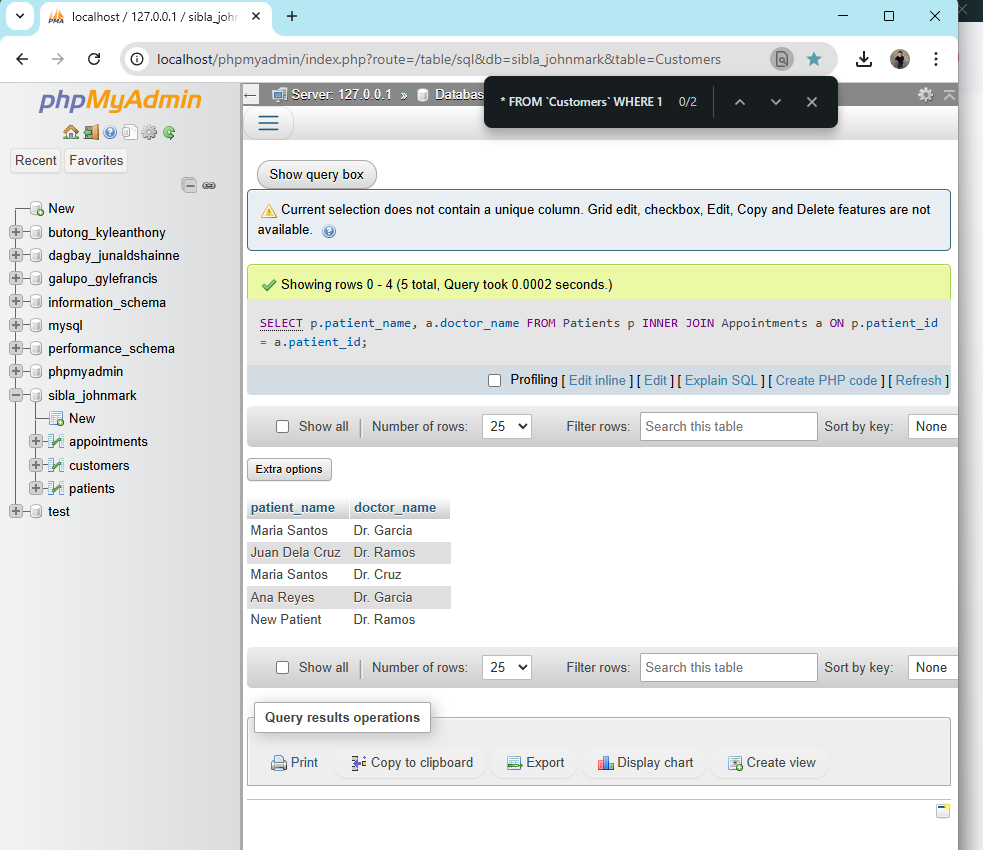 localhost / 127.0.0.1 / sibla_john
localhost/phpmyadmin/index.php?route=/table/sql&db=sibla_johnmark&table=Customers
phpMyAdmin
Server: 127.0.0.1 » Databas
* FROM `Customers` WHERE 1 0/2
Recent Favorites
New
butong_kyleanthony
dagbay_junaldshainne
galupo_gylefrancis
information_schema
mysql
performance_schema
phpmyadmin
sibla_johnmark
New
appointments
customers
patients
test
Show query box
Current selection does not contain a unique column. Grid edit, checkbox, Edit, Copy and Delete features are not
available.
Showing rows 0 - 4 (5 total, Query took 0.0002 seconds.)
SELECT p.patient_name, a.doctor_name FROM Patients p INNER JOIN Appointments a ON p.patient_id
= a.patient_id;
Profiling [ Edit inline ] [ Edit ] [ Explain SQL ] [ Create PHP code ] [ Refresh ]
Show all Number of rows: 25 Filter rows: Search this table Sort by key: None
Extra options
patient_name doctor_name
Maria Santos Dr. Garcia
Juan Dela Cruz Dr. Ramos
Maria Santos Dr. Cruz
Ana Reyes Dr. Garcia
New Patient Dr. Ramos
Show all Number of rows: 25 Filter rows: Search this table Sort by key: None
Query results operations
Print Copy to clipboard Export Display chart Create view